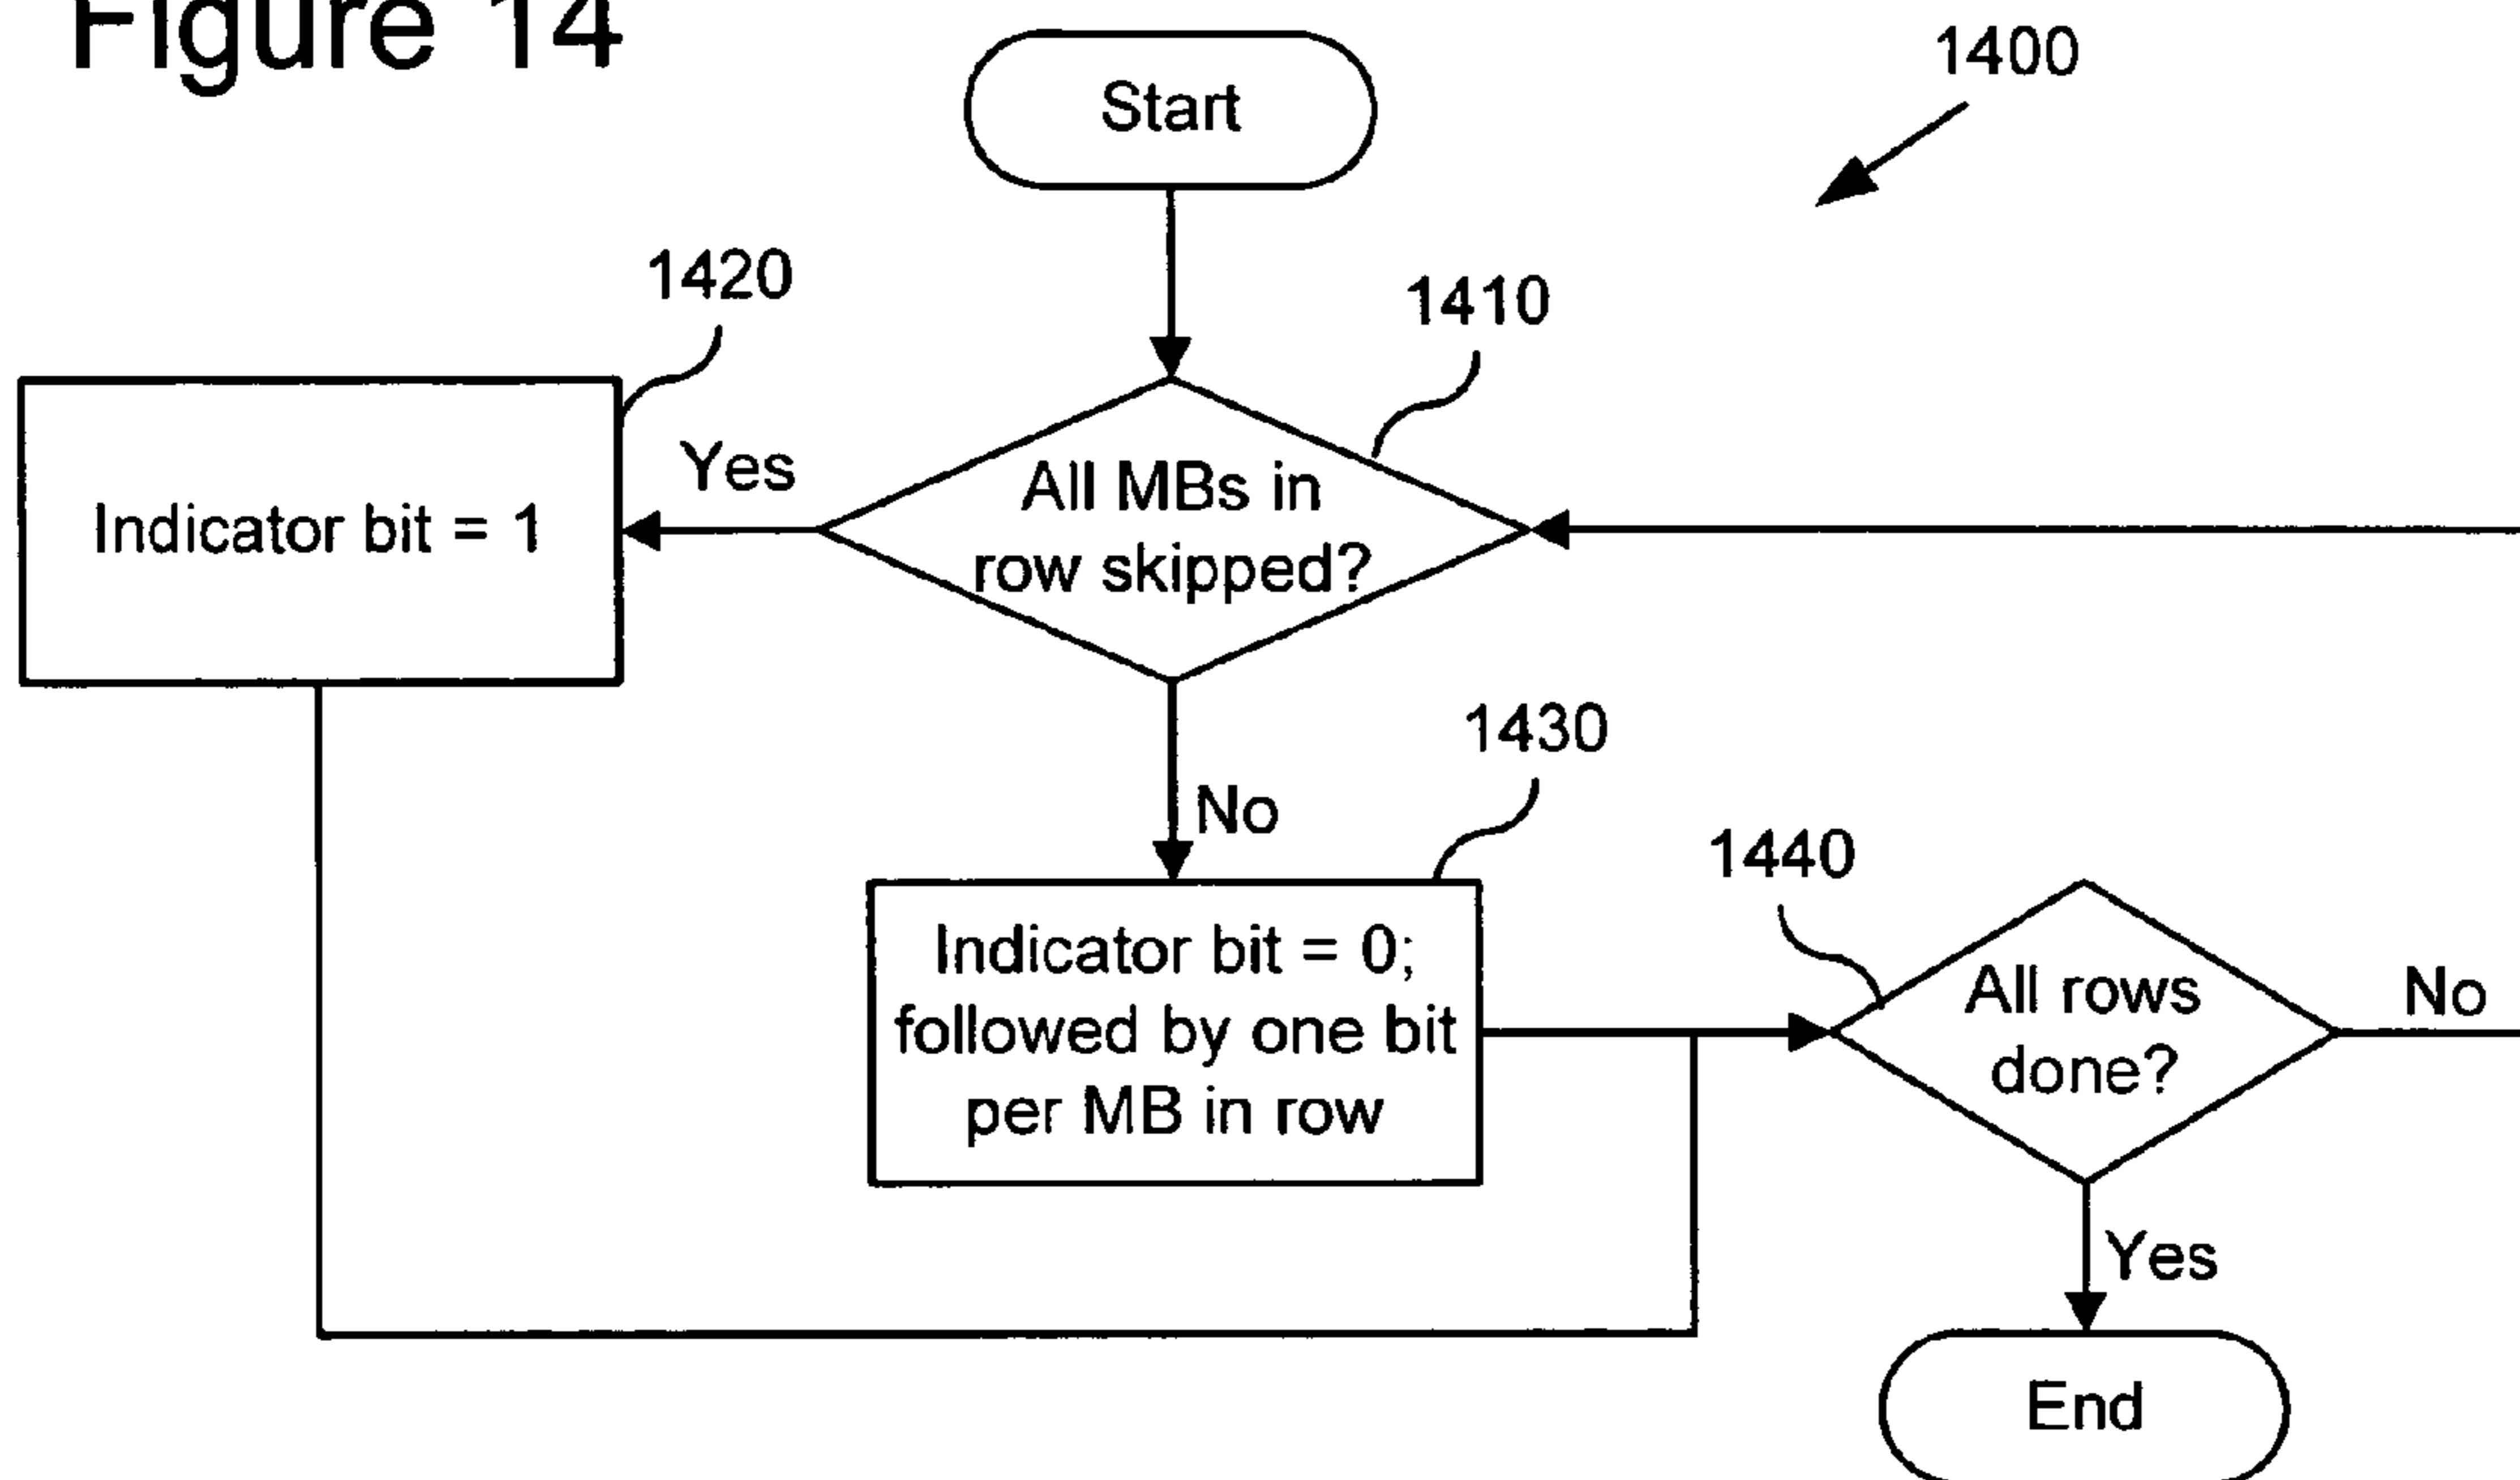 Figure 14
Start
1400
1420
1410
Yes
All MBs in
row skipped?
Indicator bit = 1
No
1430
Indicator bit = 0;
followed by one bit
per MB in row
1440
All rows
done?
No
Yes
End